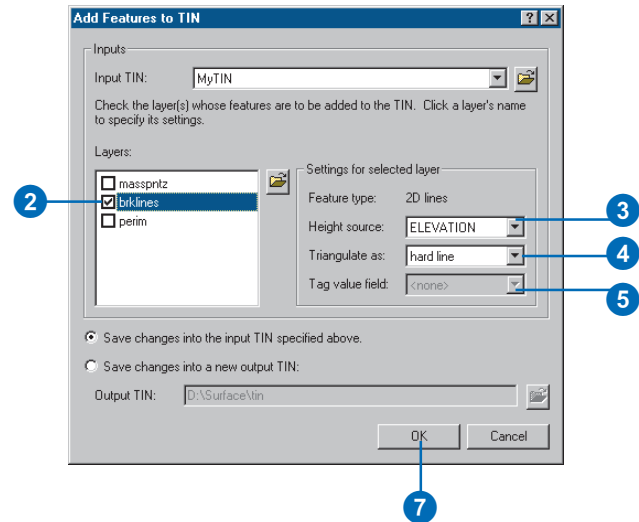 Add Features to TIN
Inputs
Input TIN: MyTIN
Check the layer(s) whose features are to be added to the TIN. Click a layer's name
to specify its settings.
Layers:
masspntz
brklines
perim
2
Settings for selected layer
Feature type: 2D lines
Height source: ELEVATION
3
Triangulate as: hard line
4
Tag value field: <none>
5
Save changes into the input TIN specified above.
Save changes into a new output TIN:
Output TIN: D:\Surface\tin
OK
Cancel
7